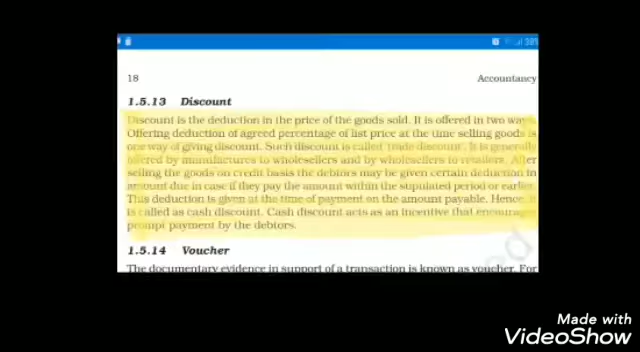 38%
18 Accountancy
1.5.13 Discount
Discount is the deduction in the price of the goods sold. It is offered in two ways.
Offering deduction of agreed percentage of list price at the time selling goods is
one way of giving discount. Such discount is called 'trade discount'. It is generally
offered by manufactures to wholesellers and by wholesellers to retailers. After
selling the goods on credit basis the debtors may be given certain deduction in
amount due in case if they pay the amount within the stipulated period or earlier.
This deduction is given at the time of payment on the amount payable. Hence, it
is called as cash discount. Cash discount acts as an incentive that encourages
prompt payment by the debtors.
1.5.14 Voucher
The documentary evidence in support of a transaction is known as voucher. For
Made with
VideoShow